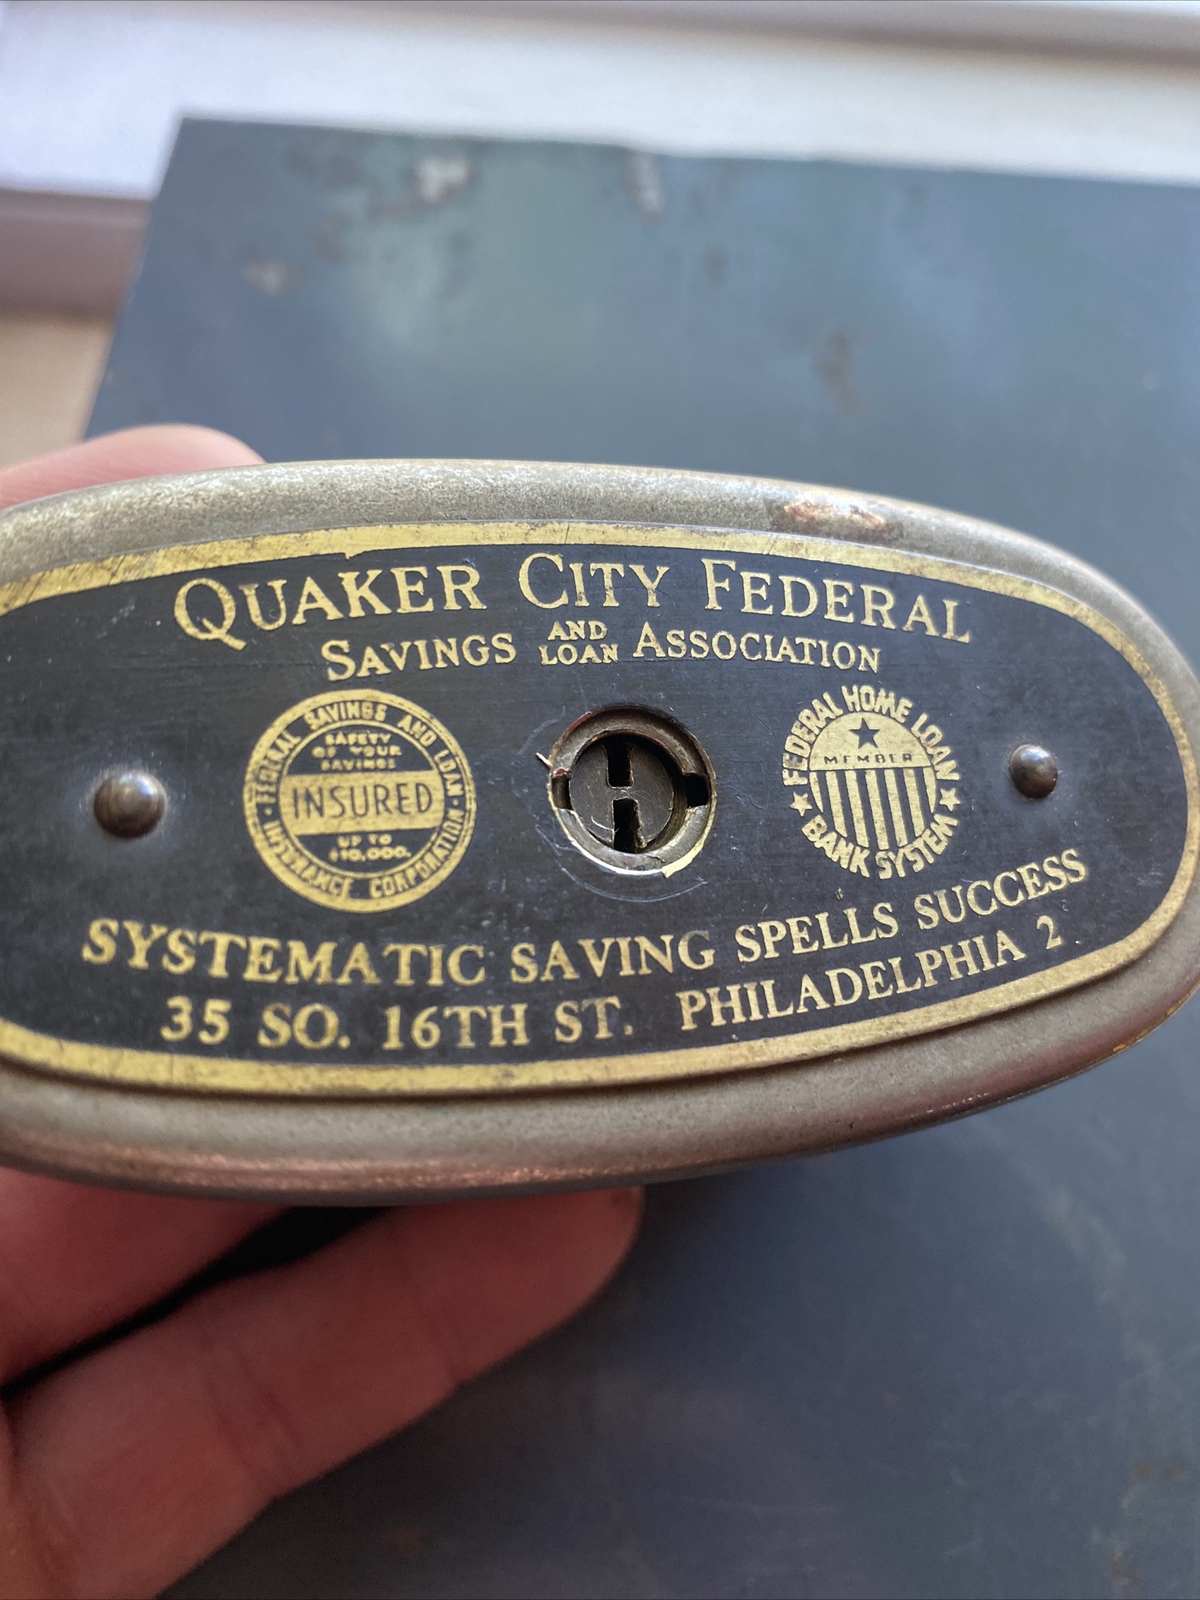 QUAKER CITY FEDERAL
SAVINGS AND LOAN ASSOCIATION
FEDERAL SAVINGS AND LOAN
INSURANCE CORPORATION
SAFETY
OF YOUR
SAVINGS
INSURED
UP TO
$10,000.
FEDERAL HOME LOAN
BANK SYSTEM
MEMBER
SYSTEMATIC SAVING SPELLS SUCCESS
35 SO. 16TH ST. PHILADELPHIA 2